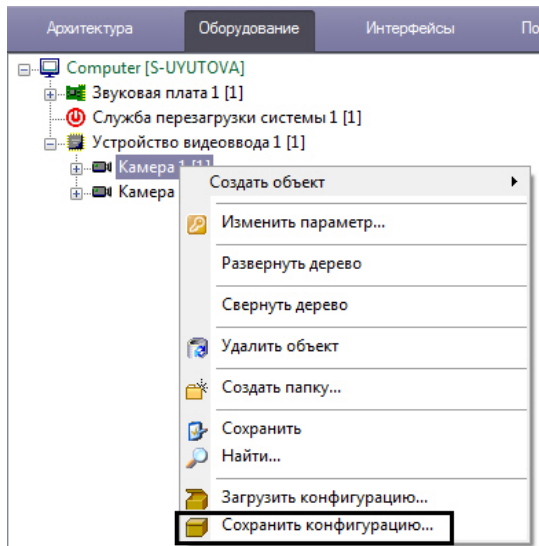 Архитектура Оборудование Интерфейсы
Computer [S-UYUTOVA]
Звуковая плата 1 [1]
Служба перезагрузки системы 1 [1]
Устройство видеоввода 1 [1]
Камера 1 [1]
Камера
Создать объект
Изменить параметр...
Развернуть дерево
Свернуть дерево
Удалить объект
Создать папку...
Сохранить
Найти...
Загрузить конфигурацию...
Сохранить конфигурацию...